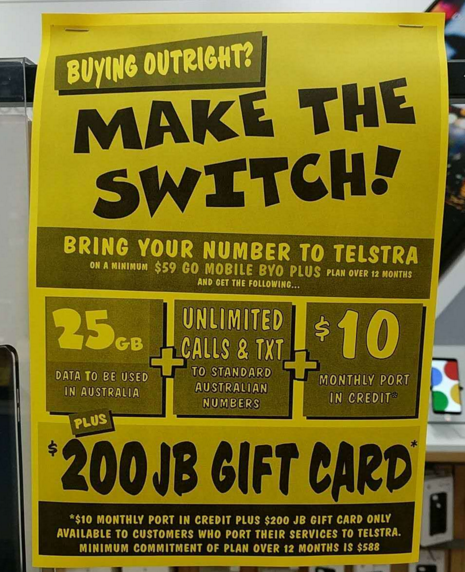 BUYING OUTRIGHT?
MAKE THE
SWITCH!
BRING YOUR NUMBER TO TELSTRA
ON A MINIMUM $59 GO MOBILE BYO PLUS PLAN OVER 12 MONTHS
AND GET THE FOLLOWING...
25GB
DATA TO BE USED
IN AUSTRALIA
+
UNLIMITED
CALLS & TXT
TO STANDARD
AUSTRALIAN
NUMBERS
+
$10
MONTHLY PORT
IN CREDIT*
PLUS
$200 JB GIFT CARD*
*$10 MONTHLY PORT IN CREDIT PLUS $200 JB GIFT CARD ONLY
AVAILABLE TO CUSTOMERS WHO PORT THEIR SERVICES TO TELSTRA.
MINIMUM COMMITMENT OF PLAN OVER 12 MONTHS IS $588